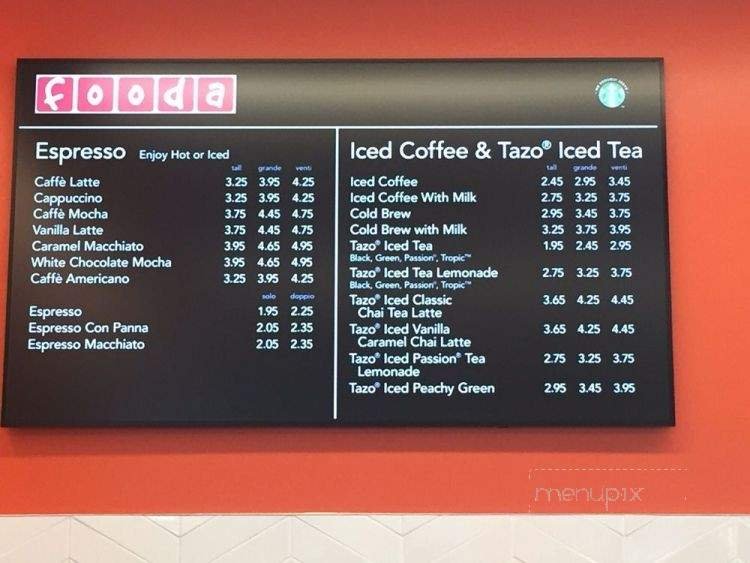 fooda
Espresso Enjoy Hot or Iced
tall grande venti
Caffè Latte 3.25 3.95 4.25
Cappuccino 3.25 3.95 4.25
Caffè Mocha 3.75 4.45 4.75
Vanilla Latte 3.75 4.45 4.75
Caramel Macchiato 3.95 4.65 4.95
White Chocolate Mocha 3.95 4.65 4.95
Caffè Americano 3.25 3.95 4.25
solo doppio
Espresso 1.95 2.25
Espresso Con Panna 2.05 2.35
Espresso Macchiato 2.05 2.35
Iced Coffee & Tazo® Iced Tea
tall grande venti
Iced Coffee 2.45 2.95 3.45
Iced Coffee With Milk 2.75 3.25 3.75
Cold Brew 2.95 3.45 3.75
Cold Brew with Milk 3.25 3.75 3.95
Tazo® Iced Tea 1.95 2.45 2.95
Black, Green, Passion®, Tropic™
Tazo® Iced Tea Lemonade 2.75 3.25 3.75
Black, Green, Passion®, Tropic™
Tazo® Iced Classic 3.65 4.25 4.45
Chai Tea Latte
Tazo® Iced Vanilla 3.65 4.25 4.45
Caramel Chai Latte
Tazo® Iced Passion® Tea 2.75 3.25 3.75
Lemonade
Tazo® Iced Peachy Green 2.95 3.45 3.95
menupix